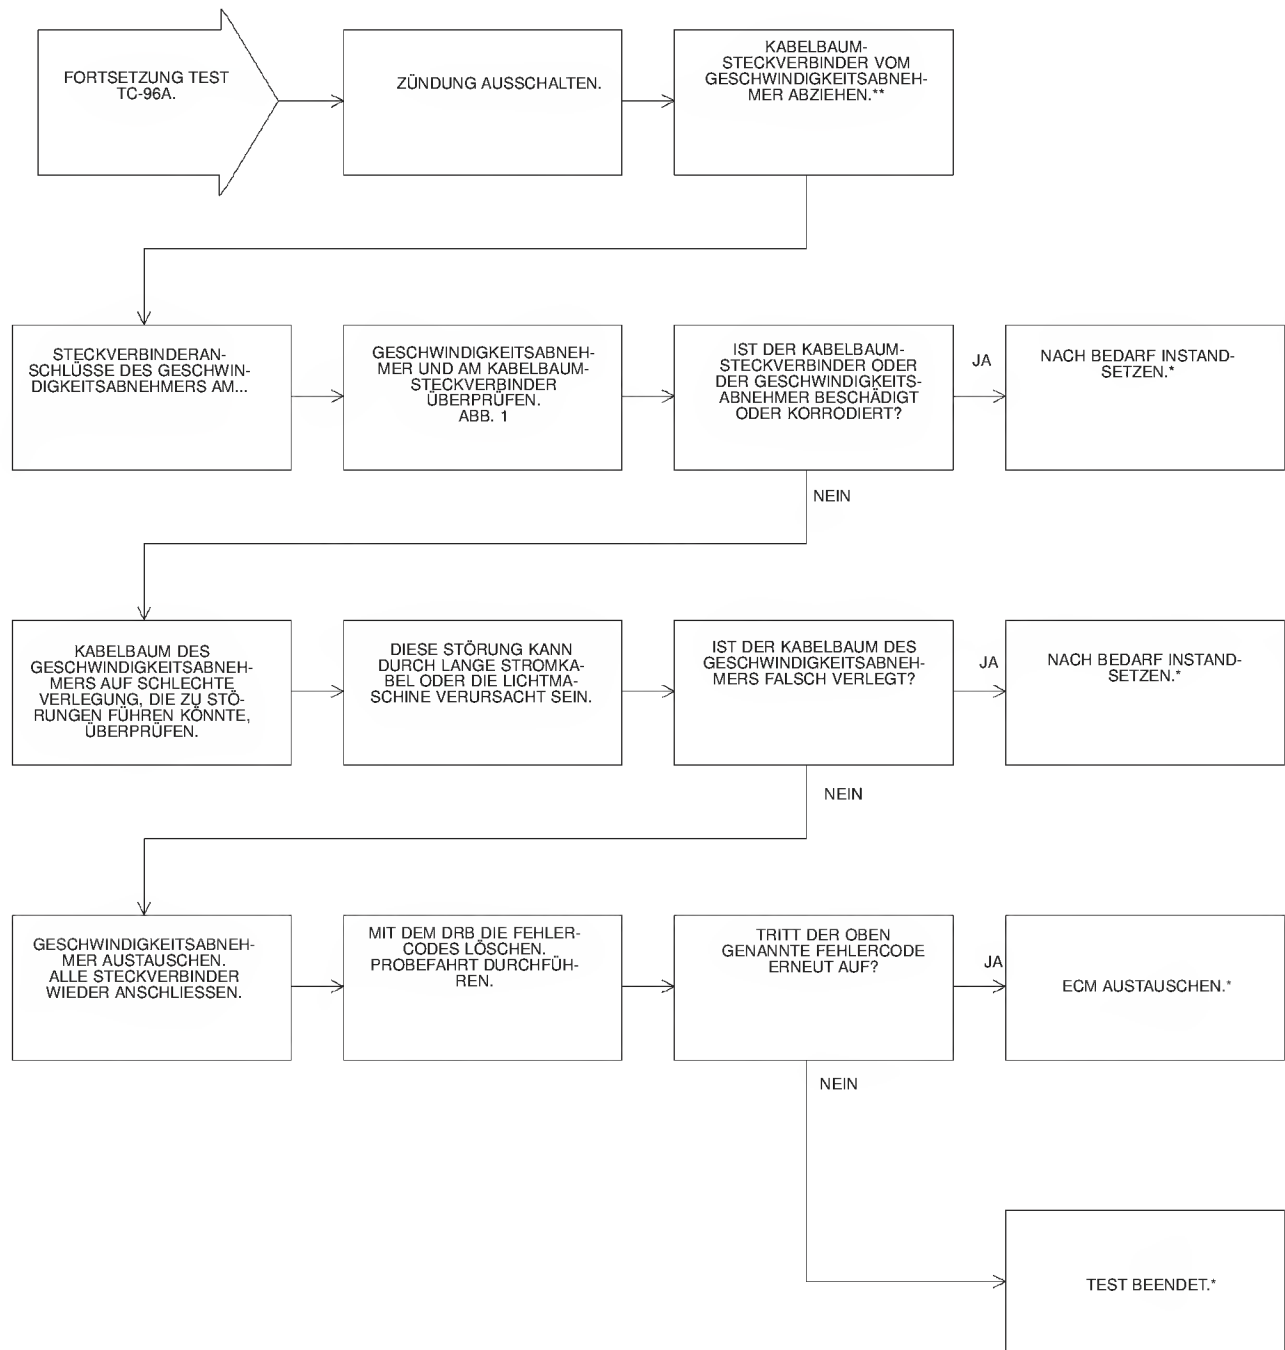 FORTSETZUNG TEST
TC-96A.
ZÜNDUNG AUSSCHALTEN.
KABELBAUM-
STECKVERBINDER VOM
GESCHWINDIGKEITSABNEH-
MER ABZIEHEN.**
STECKVERBINDERAN-
SCHLÜSSE DES GESCHWIN-
DIGKEITSABNEHMERS AM...
GESCHWINDIGKEITSABNEH-
MER UND AM KABELBAUM-
STECKVERBINDER
ÜBERPRÜFEN.
ABB. 1
IST DER KABELBAUM-
STECKVERBINDER ODER
DER GESCHWINDIGKEITS-
ABNEHMER BESCHÄDIGT
ODER KORRODIERT?
JA
NACH BEDARF INSTAND-
SETZEN.*
NEIN
KABELBAUM DES
GESCHWINDIGKEITSABNEH-
MERS AUF SCHLECHTE
VERLEGUNG, DIE ZU STÖ-
RUNGEN FÜHREN KÖNNTE,
ÜBERPRÜFEN.
DIESE STÖRUNG KANN
DURCH LANGE STROMKA-
BEL ODER DIE LICHTMA-
SCHINE VERURSACHT SEIN.
IST DER KABELBAUM DES
GESCHWINDIGKEITSABNEH-
MERS FALSCH VERLEGT?
JA
NACH BEDARF INSTAND-
SETZEN.*
NEIN
GESCHWINDIGKEITSABNEH-
MER AUSTAUSCHEN.
ALLE STECKVERBINDER
WIEDER ANSCHLIESSEN.
MIT DEM DRB DIE FEHLER-
CODES LÖSCHEN.
PROBEFAHRT DURCHFÜH-
REN.
TRITT DER OBEN
GENANNTE FEHLERCODE
ERNEUT AUF?
JA
ECM AUSTAUSCHEN.*
NEIN
TEST BEENDET.*